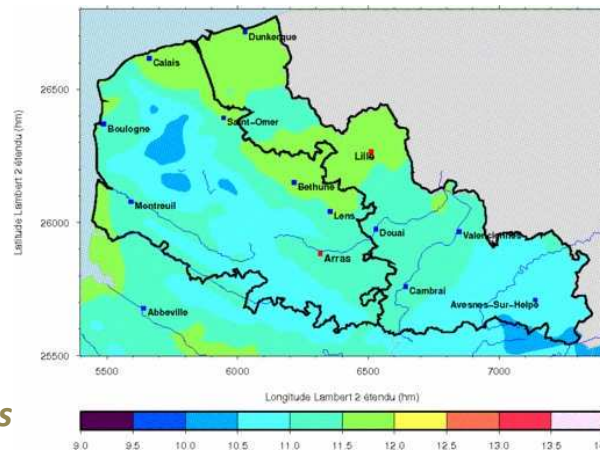 Latitude Lambert 2 étendu (hm)
26500
26000
25500
Dunkerque
Calais
Boulogne
Saint-Omer
Lille
Bethune
Montreuil
Lens
Douai
Valenciennes
Arras
Cambrai
Avesnes-Sur-Helpe
Abbeville
5500 6000 6500 7000
Longitude Lambert 2 étendu (hm)
s
9.0 9.5 10.0 10.5 11.0 11.5 12.0 12.5 13.0 13.5